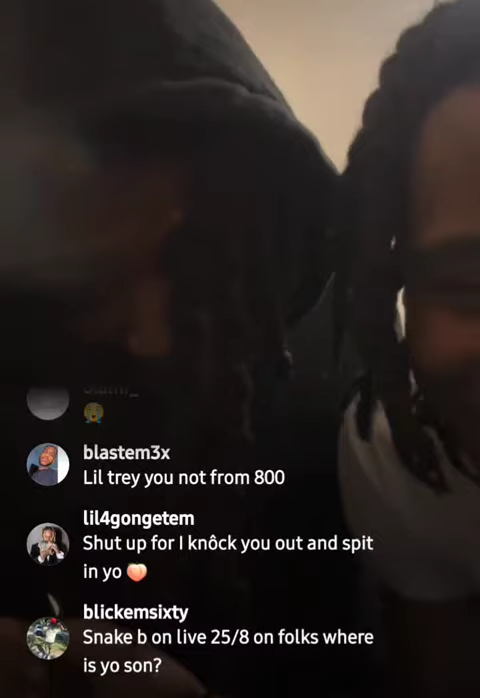 blastem3x
Lil trey you not from 800
lil4gongetem
Shut up for I knôck you out and spit
in yo 🍑
blickemsixty
Snake b on live 25/8 on folks where
is yo son?